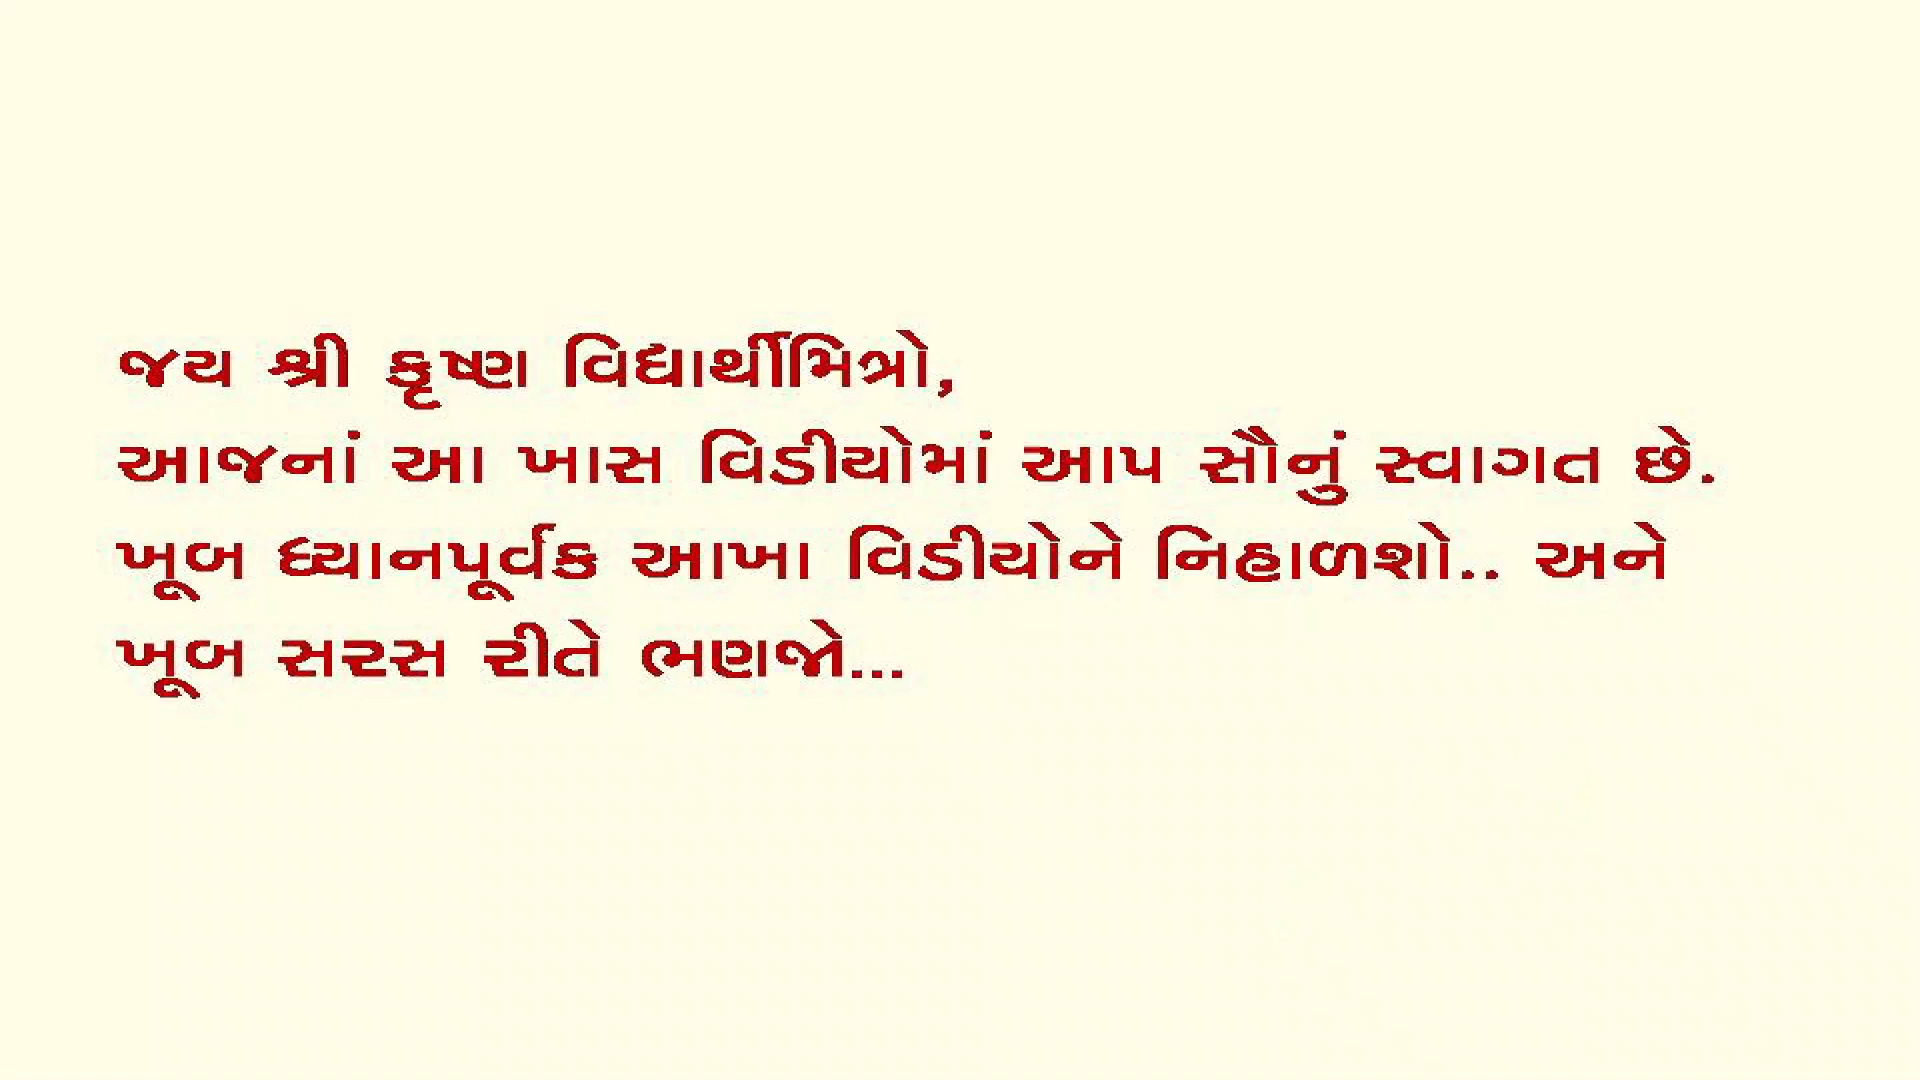 જય શ્રી કૃષ્ણ વિદ્યાર્થીમિત્રો,
આજનાં આ ખાસ વિડીયોમાં આપ સૌનું સ્વાગત છે.
ખૂબ ધ્યાનપૂર્વક આખા વિડીયોને નિહાળશો.. અને
ખૂબ સરસ રીતે ભણજો...